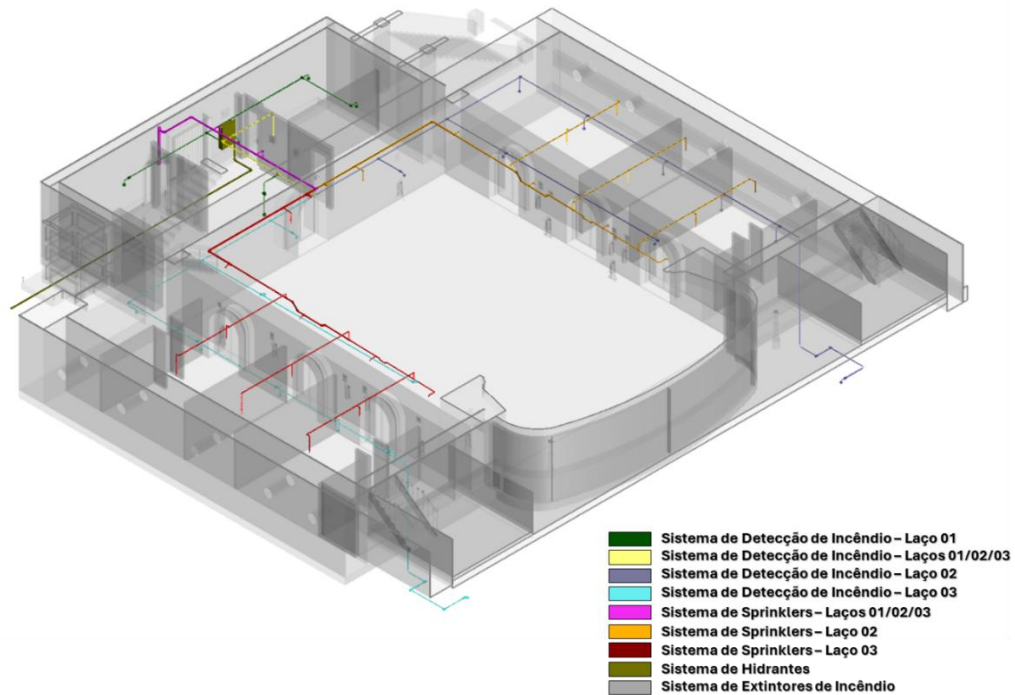 Sistema de Detecção de Incêndio – Laço 01
Sistema de Detecção de Incêndio – Laços 01/02/03
Sistema de Detecção de Incêndio – Laço 02
Sistema de Detecção de Incêndio – Laço 03
Sistema de Sprinklers – Laços 01/02/03
Sistema de Sprinklers – Laço 02
Sistema de Sprinklers – Laço 03
Sistema de Hidrantes
Sistema de Extintores de Incêndio